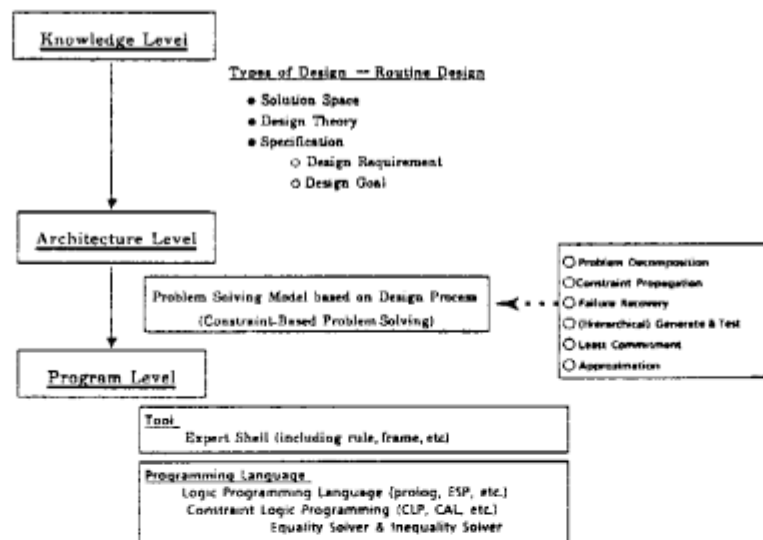 Knowledge Level
Types of Design -- Routine Design
● Solution Space
● Design Theory
● Specification
○ Design Requirement
○ Design Goal
Architecture Level
Problem Solving Model based on Design Process
(Constraint-Based Problem Solving)
○ Problem Decomposition
○ Constraint Propagation
○ Failure Recovery
○ (Hierarchical) Generate & Test
○ Least Commitment
○ Approximation
Program Level
Tool
Expert Shell (including rule, frame, etc)
Programming Language
Logic Programming Language (prolog, ESP, etc.)
Constraint Logic Programming (CLP, CAL, etc.)
Equality Solver & Inequality Solver